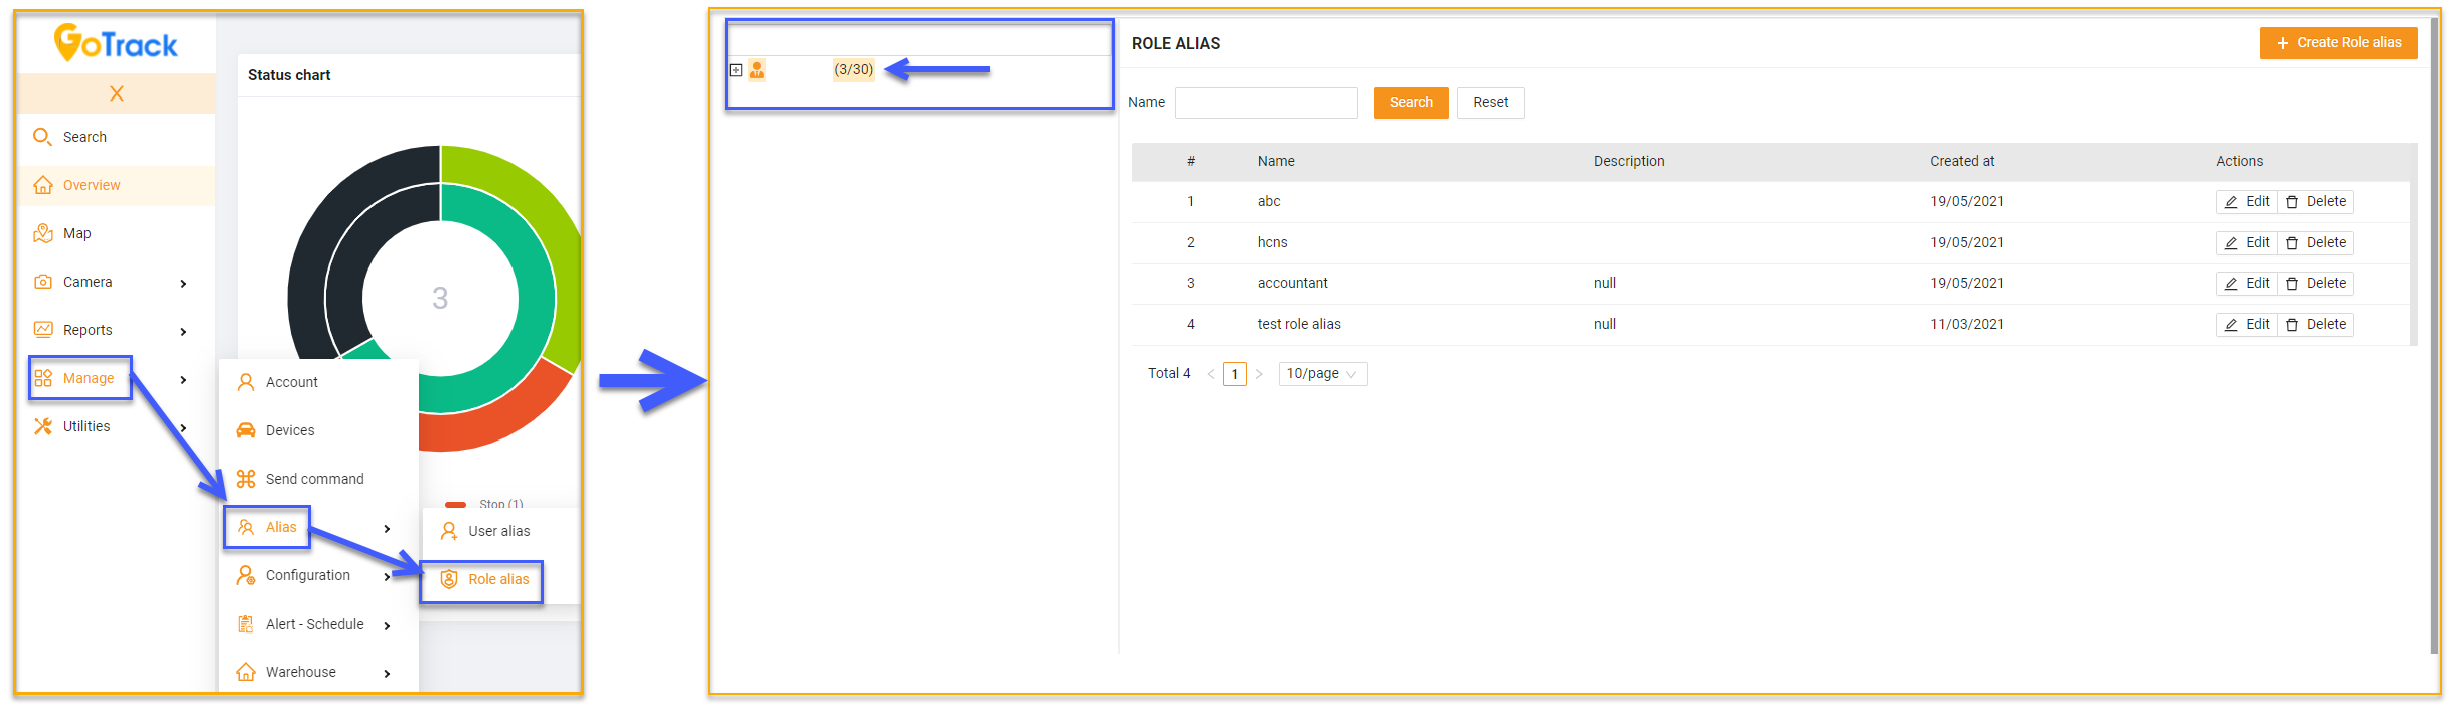 GoTrack
X
Search
Overview
Map
Camera
Reports
Manage
Utilities
Status chart
3
Stop (1)
Account
Devices
Send command
Alias
Configuration
Alert - Schedule
Warehouse
User alias
Role alias
(3/30)
ROLE ALIAS
+ Create Role alias
Name Search Reset
# Name Description Created at Actions
1 abc 19/05/2021 Edit Delete
2 hcns 19/05/2021 Edit Delete
3 accountant null 19/05/2021 Edit Delete
4 test role alias null 11/03/2021 Edit Delete
Total 4 < 1 > 10/page